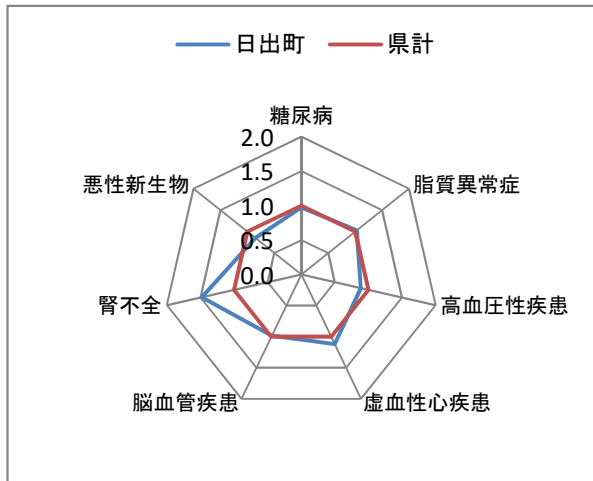 日出町 県計
糖尿病
2.0
1.5
1.0
0.5
0.0
脂質異常症
高血圧性疾患
虚血性心疾患
脳血管疾患
腎不全
悪性新生物